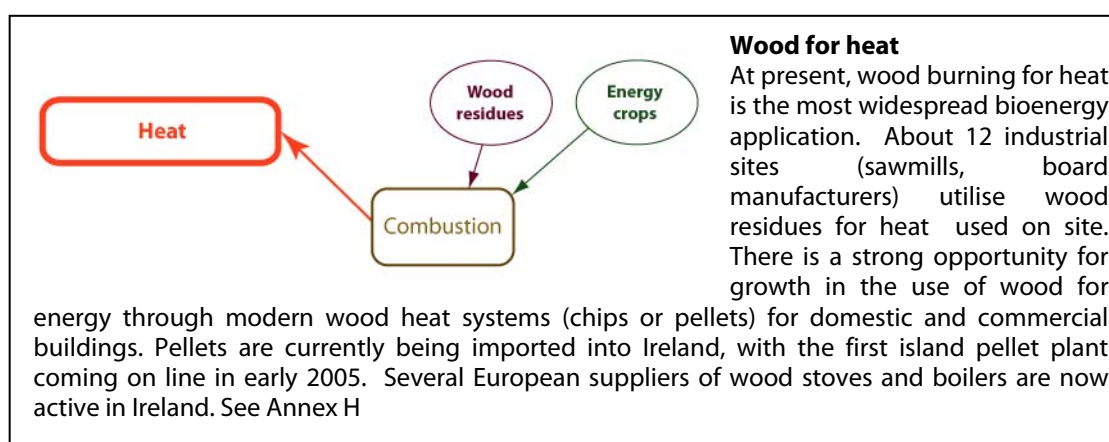 Wood for heat
At present, wood burning for heat
is the most widespread bioenergy
application. About 12 industrial
sites (sawmills, board
manufacturers) utilise wood
residues for heat used on site.
There is a strong opportunity for
growth in the use of wood for
energy through modern wood heat systems (chips or pellets) for domestic and commercial
buildings. Pellets are currently being imported into Ireland, with the first island pellet plant
coming on line in early 2005. Several European suppliers of wood stoves and boilers are now
active in Ireland. See Annex H
Wood
residues
Energy
crops
Heat
Combustion